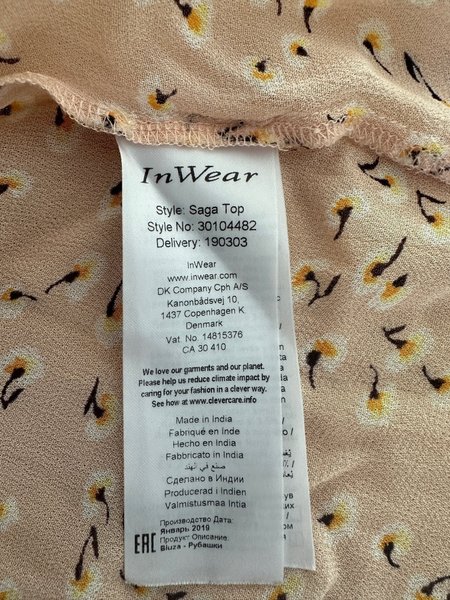 InWear
Style: Saga Top
Style No: 30104482
Delivery: 190303
InWear
www.inwear.com
DK Company Cph A/S
Kanonbådsvej 10,
1437 Copenhagen K
Denmark
Vat. No. 14815376
CA 30 410
We love our garments and our planet.
Please help us reduce climate impact by
caring for your fashion in a clever way.
See how at www.clevercare.info
Made in India
Fabriqué en Inde
Hecho en India
Fabbricato in India
صنع في لهند
Сделано в Индии
Producerad i Indien
Valmistusmaa Intia
Производство Дата:
Январь 2019
EAC Продукт Описание
Bluza - Рубашки